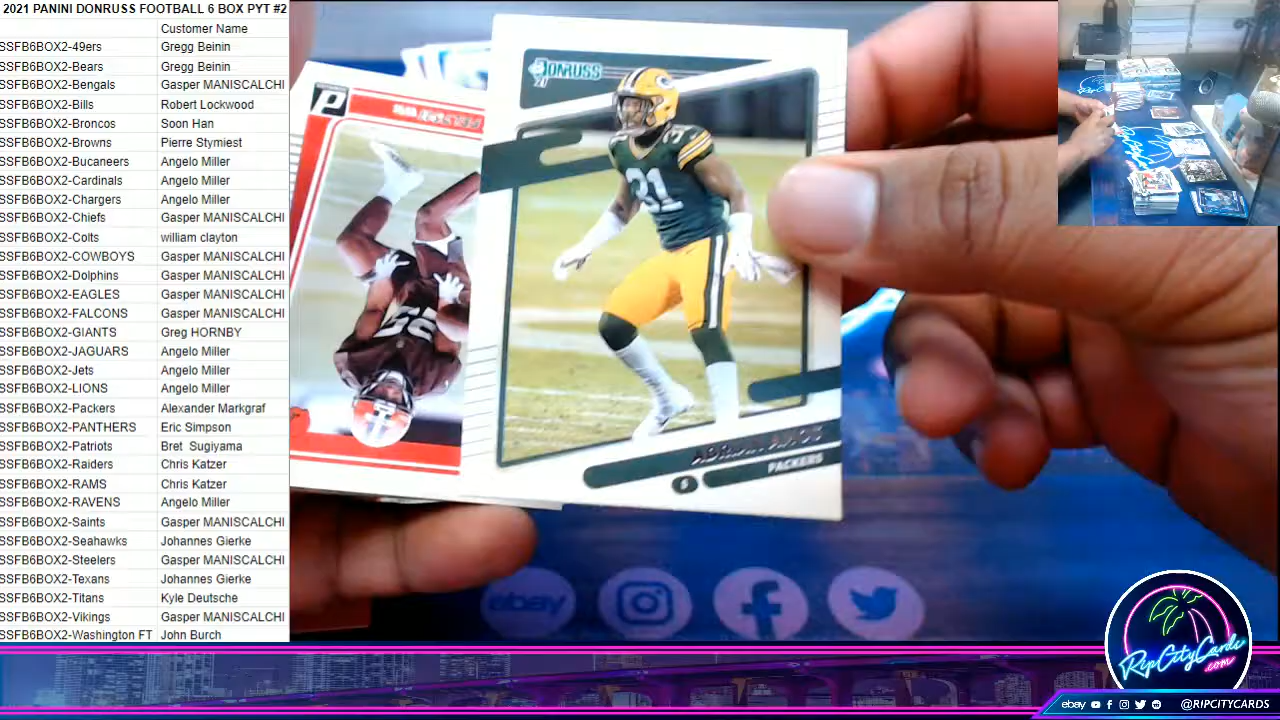 2021 PANINI DONRUSS FOOTBALL 6 BOX PYT #2
Customer Name
SSFB6BOX2-49ers Gregg Beinin
SSFB6BOX2-Bears Gregg Beinin
SSFB6BOX2-Bengals Gasper MANISCALCHI
SSFB6BOX2-Bills Robert Lockwood
SSFB6BOX2-Broncos Soon Han
SSFB6BOX2-Browns Pierre Stymiest
SSFB6BOX2-Bucaneers Angelo Miller
SSFB6BOX2-Cardinals Angelo Miller
SSFB6BOX2-Chargers Angelo Miller
SSFB6BOX2-Chiefs Gasper MANISCALCHI
SSFB6BOX2-Colts william clayton
SSFB6BOX2-COWBOYS Gasper MANISCALCHI
SSFB6BOX2-Dolphins Gasper MANISCALCHI
SSFB6BOX2-EAGLES Gasper MANISCALCHI
SSFB6BOX2-FALCONS Gasper MANISCALCHI
SSFB6BOX2-GIANTS Greg HORNBY
SSFB6BOX2-JAGUARS Angelo Miller
SSFB6BOX2-Jets Angelo Miller
SSFB6BOX2-LIONS Angelo Miller
SSFB6BOX2-Packers Alexander Markgraf
SSFB6BOX2-PANTHERS Eric Simpson
SSFB6BOX2-Patriots Bret Sugiyama
SSFB6BOX2-Raiders Chris Katzer
SSFB6BOX2-RAMS Chris Katzer
SSFB6BOX2-RAVENS Angelo Miller
SSFB6BOX2-Saints Gasper MANISCALCHI
SSFB6BOX2-Seahawks Johannes Gierke
SSFB6BOX2-Steelers Gasper MANISCALCHI
SSFB6BOX2-Texans Johannes Gierke
SSFB6BOX2-Titans Kyle Deutsche
SSFB6BOX2-Vikings Gasper MANISCALCHI
SSFB6BOX2-Washington FT John Burch
DONRUSS
21
31
ADRIAN AMOS
PACKERS
S
P
ebay
RipCityCards
.com
ebay @RIPCITYCARDS